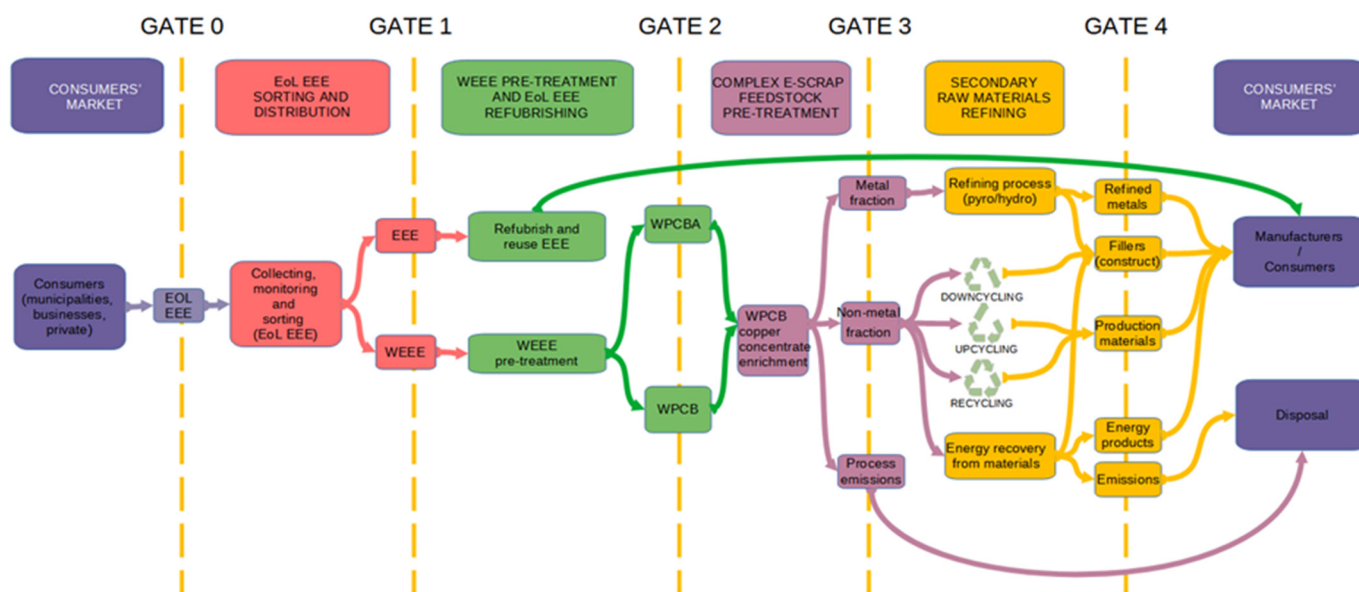 GATE 0
GATE 1
GATE 2
GATE 3
GATE 4
CONSUMERS'
MARKET
EoL EEE
SORTING AND
DISTRIBUTION
WEEE PRE-TREATMENT
AND EoL EEE
REFUBRISHING
COMPLEX E-SCRAP
FEEDSTOCK
PRE-TREATMENT
SECONDARY
RAW MATERIALS
REFINING
CONSUMERS'
MARKET
Consumers
(municipalities,
businesses,
private)
EOL
EEE
Collecting,
monitoring
and
sorting
(EoL EEE)
EEE
WEEE
Refubrish and
reuse EEE
WEEE
pre-treatment
WPCBA
WPCB
WPCB
copper
concentrate
enrichment
Metal
fraction
Non-metal
fraction
Process
emissions
Refining process
(pyro/hydro)
DOWNCYCLING
UPCYCLING
RECYCLING
Energy recovery
from materials
Refined
metals
Fillers
(construct)
Production
materials
Energy
products
Emissions
Manufacturers
/
Consumers
Disposal